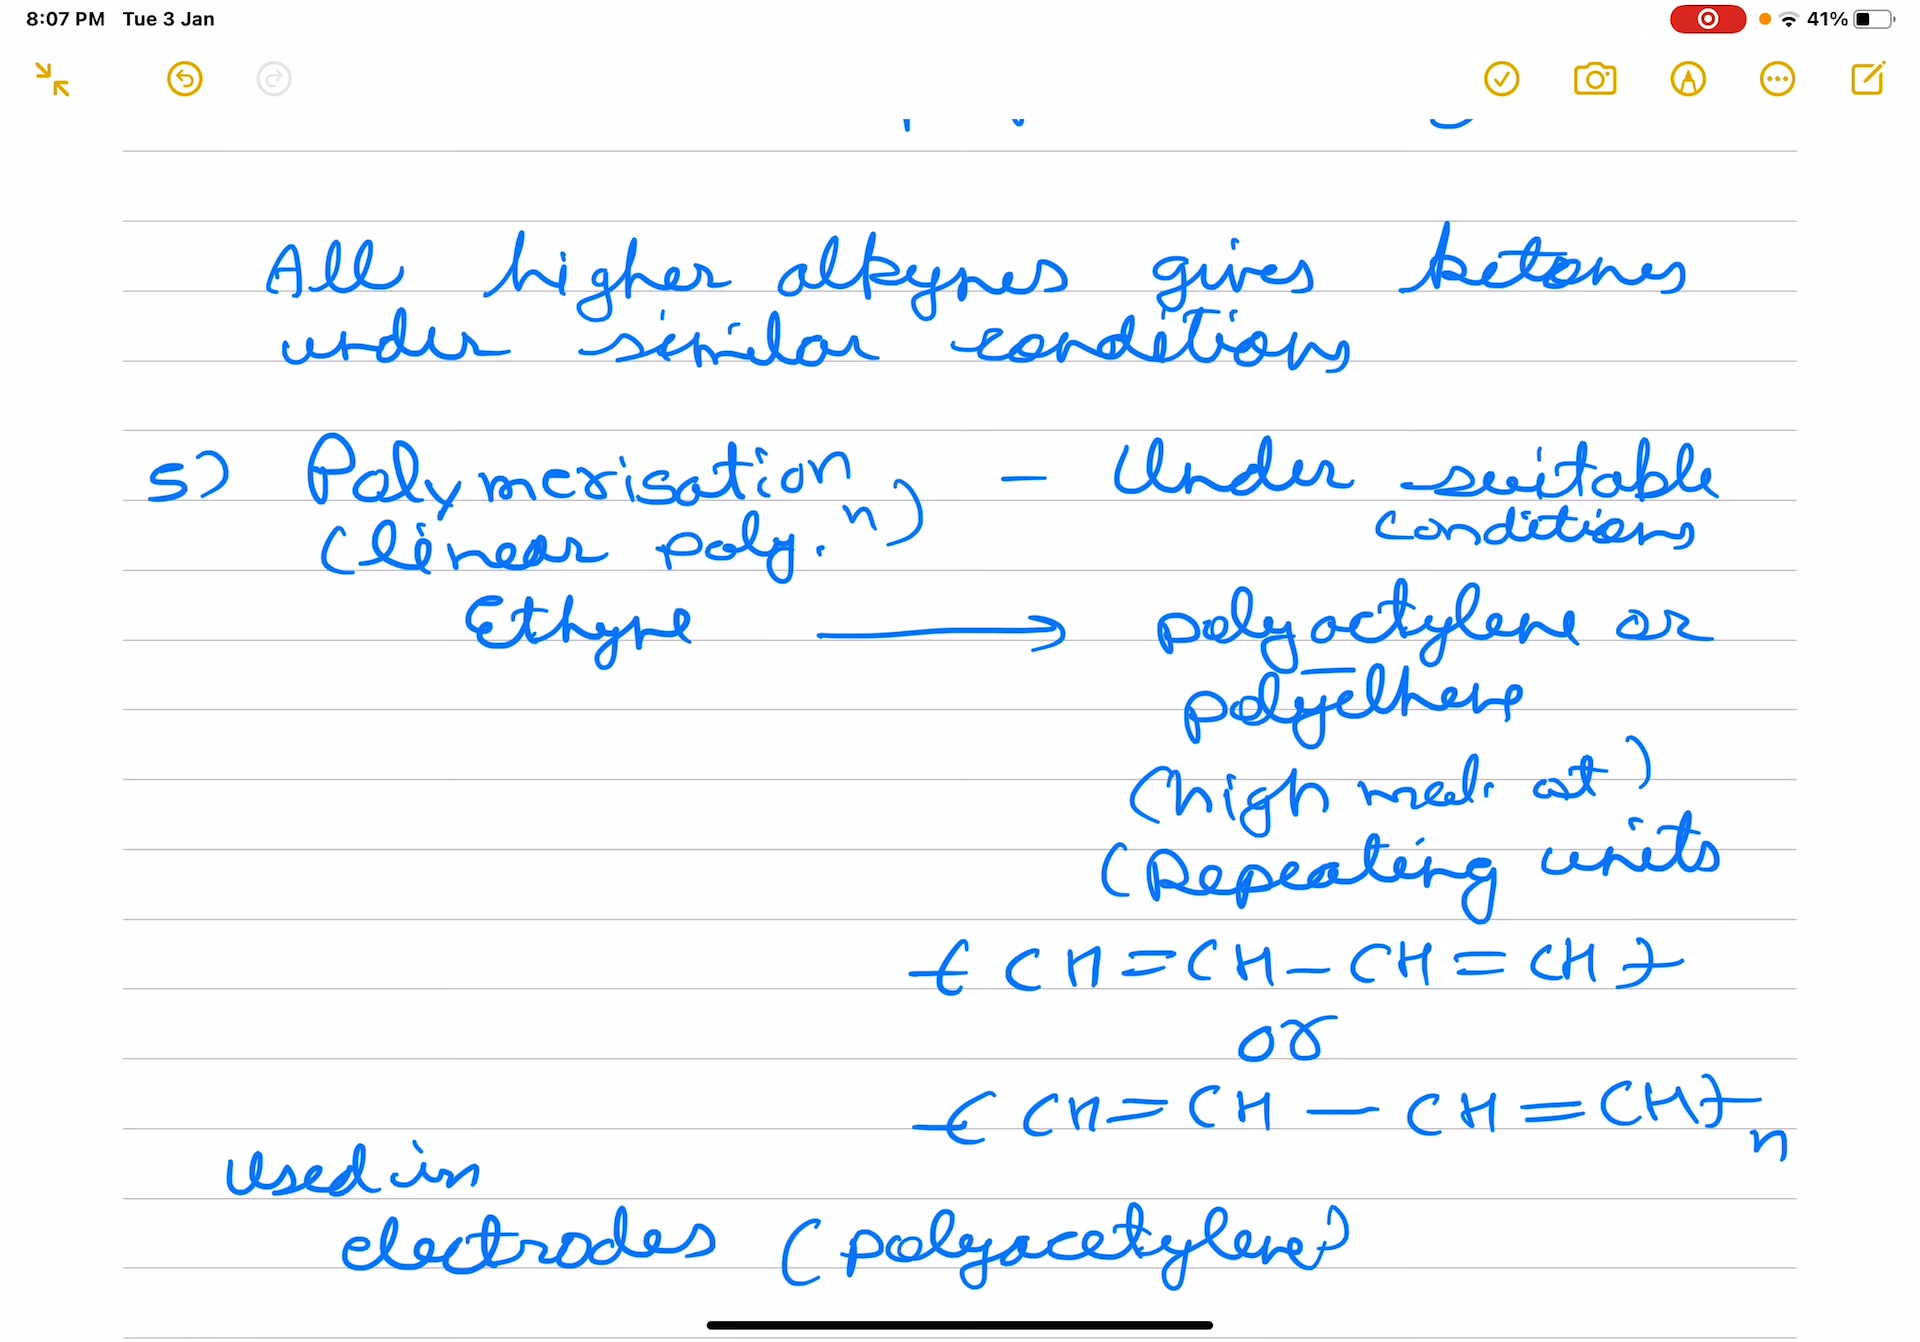 8:07 PM Tue 3 Jan 41%
All higher alkynes gives ketones
under similar conditions
5) Polymerisation - Under suitable
(linear poly.ⁿ) conditions
Ethyne → polyactylene or
polyethene
(high mol. wt)
(Repeating units
-( CH=CH-CH=CH )-
or
-( CH=CH-CH=CH )-n
Used in
electrodes (polyacetylene)